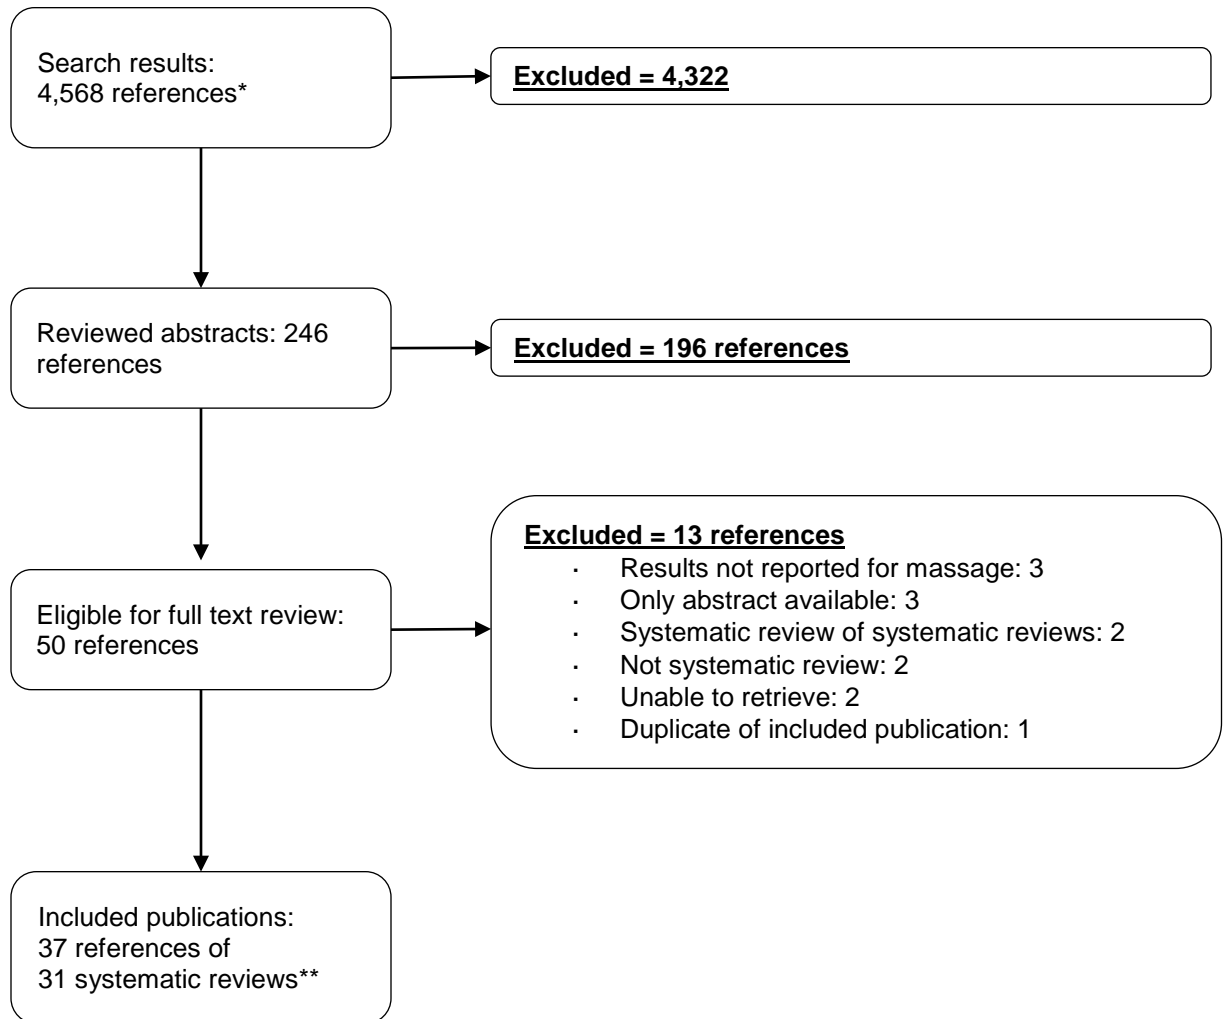 Search results:
4,568 references*
Excluded = 4,322
Reviewed abstracts: 246
references
Excluded = 196 references
Eligible for full text review:
50 references
Excluded = 13 references
· Results not reported for massage: 3
· Only abstract available: 3
· Systematic review of systematic reviews: 2
· Not systematic review: 2
· Unable to retrieve: 2
· Duplicate of included publication: 1
Included publications:
37 references of
31 systematic reviews**